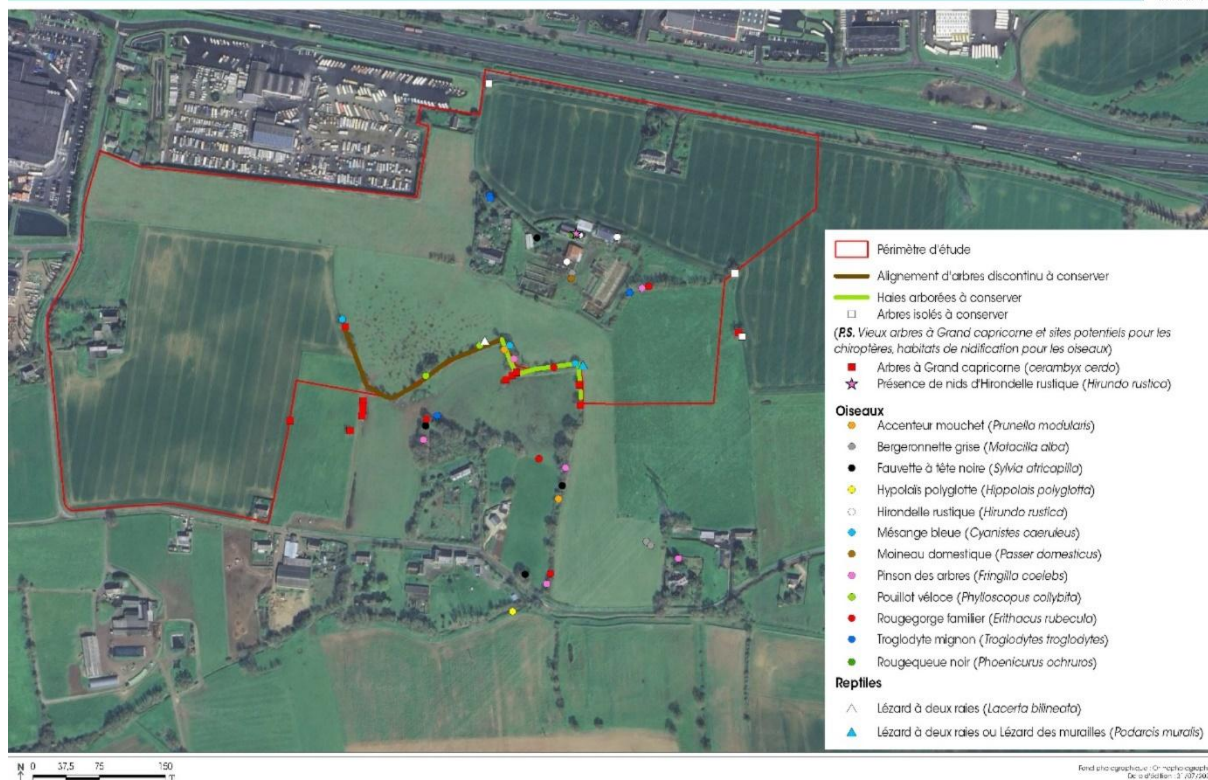 Périmètre d'étude
Alignement d'arbres discontinu à conserver
Haies arborées à conserver
Arbres isolés à conserver
(P.S. Vieux arbres à Grand capricorne et sites potentiels pour les
chiroptères, habitats de nidification pour les oiseaux)
Arbres à Grand capricorne (cerambyx cerdo)
Présence de nids d'Hirondelle rustique (Hirundo rustica)
Oiseaux
Accenteur mouchet (Prunella modularis)
Bergeronnette grise (Motacilla alba)
Fauvette à tête noire (Sylvia atricapilla)
Hypolaïs polyglotte (Hippolais polyglotta)
Hirondelle rustique (Hirundo rustica)
Mésange bleue (Cyanistes caeruleus)
Moineau domestique (Passer domesticus)
Pinson des arbres (Fringilla coelebs)
Pouillot véloce (Phylloscopus collybita)
Rougegorge familier (Erithacus rubecula)
Troglodyte mignon (Troglodytes troglodytes)
Rougequeue noir (Phoenicurus ochruros)
Reptiles
Lézard à deux raies (Lacerta bilineata)
Lézard à deux raies ou Lézard des murailles (Podarcis muralis)
N 0 37,5 75 150
Fond photographique : Orthophotograph